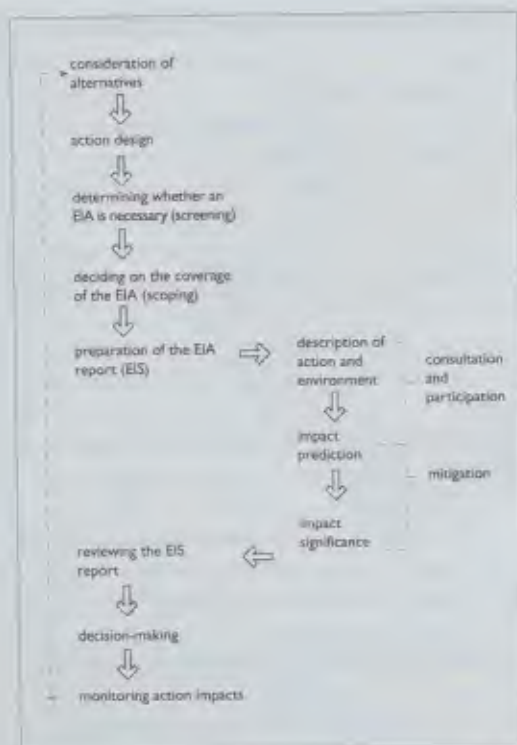 consideration of
alternatives
action design
determining whether an
EIA is necessary (screening)
deciding on the coverage
of the EIA (scoping)
preparation of the EIA
report (EIS)
description of
action and
environment
consultation
and
participation
impact
prediction
mitigation
impact
significance
reviewing the EIS
report
decision-making
monitoring action impacts